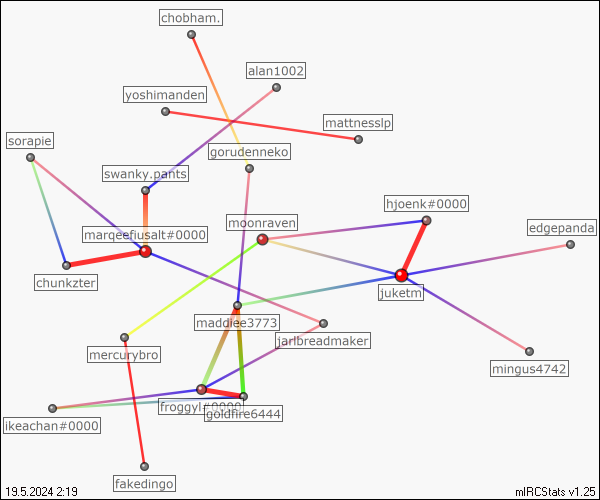 chobham.
alan1002
yoshimanden
mattnesslp
sorapie
gorudenneko
swanky.pants
hjoenk#0000
moonraven
edgepanda
marqeefiusalt#0000
chunkzter
juketm
maddiee3773
jarlbreadmaker
mercurybro
mingus4742
froggyl#0000
goldfire6444
ikeachan#0000
fakedingo
19.5.2024 2:19
mIRCStats v1.25